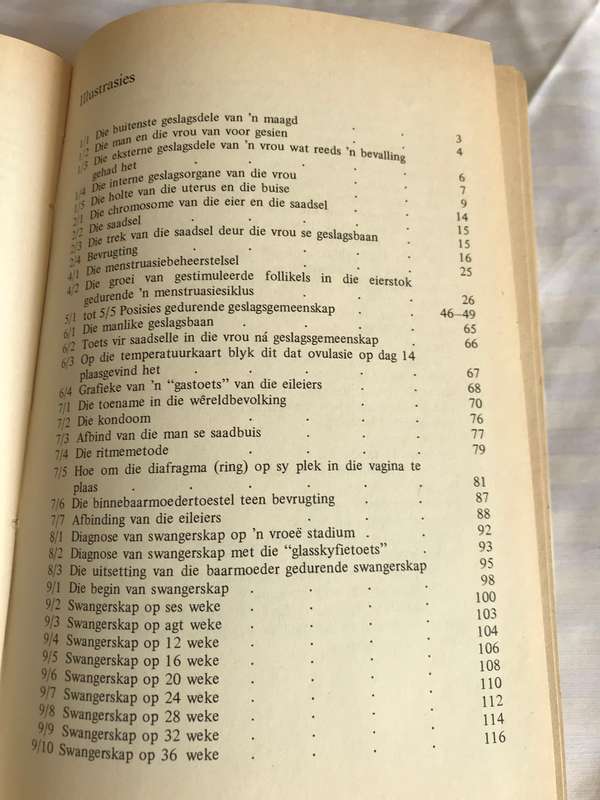 Illustrasies
1/1 Die buitenste geslagsdele van 'n maagd . . 3
1/2 Die man en die vrou van voor gesien . . 4
1/3 Die eksterne geslagsdele van 'n vrou wat reeds 'n bevalling
gehad het . . . . 6
1/4 Die interne geslagsorgane van die vrou . . 7
1/5 Die holte van die uterus en die buise . . 9
2/1 Die chromosome van die eier en die saadsel . 14
2/2 Die saadsel . . . . 15
2/3 Die trek van die saadsel deur die vrou se geslagsbaan . 15
2/4 Bevrugting . . . . 16
4/1 Die menstruasiebeheerstelsel . . . 25
4/2 Die groei van gestimuleerde follikels in die eierstok
gedurende 'n menstruasiesiklus . . . 26
5/1 tot 5/5 Posisies gedurende geslagsgemeenskap . . 46–49
6/1 Die manlike geslagsbaan . . . 65
6/2 Toets vir saadselle in die vrou ná geslagsgemeenskap . 66
6/3 Op die temperatuurkaart blyk dit dat ovulasie op dag 14
plaasgevind het . . . . 67
6/4 Grafieke van 'n "gastoets" van die eileiers . . 68
7/1 Die toename in die wêreldbevolking . . . 70
7/2 Die kondoom . . . . 76
7/3 Afbind van die man se saadbuis . . . 77
7/4 Die ritmemetode . . . . 79
7/5 Hoe om die diafragma (ring) op sy plek in die vagina te
plaas . . . . 81
7/6 Die binnebaarmoedertoestel teen bevrugting . . 87
7/7 Afbinding van die eileiers . . . 88
8/1 Diagnose van swangerskap op 'n vroeë stadium . . 92
8/2 Diagnose van swangerskap met die "glasskyfietoets" . 93
8/3 Die uitsetting van die baarmoeder gedurende swangerskap 95
9/1 Die begin van swangerskap . . . 98
9/2 Swangerskap op ses weke . . . 100
9/3 Swangerskap op agt weke . . . 103
9/4 Swangerskap op 12 weke . . . 104
9/5 Swangerskap op 16 weke . . . 106
9/6 Swangerskap op 20 weke . . . 108
9/7 Swangerskap op 24 weke . . . 110
9/8 Swangerskap op 28 weke . . . 112
9/9 Swangerskap op 32 weke . . . 114
9/10 Swangerskap op 36 weke . . . 116